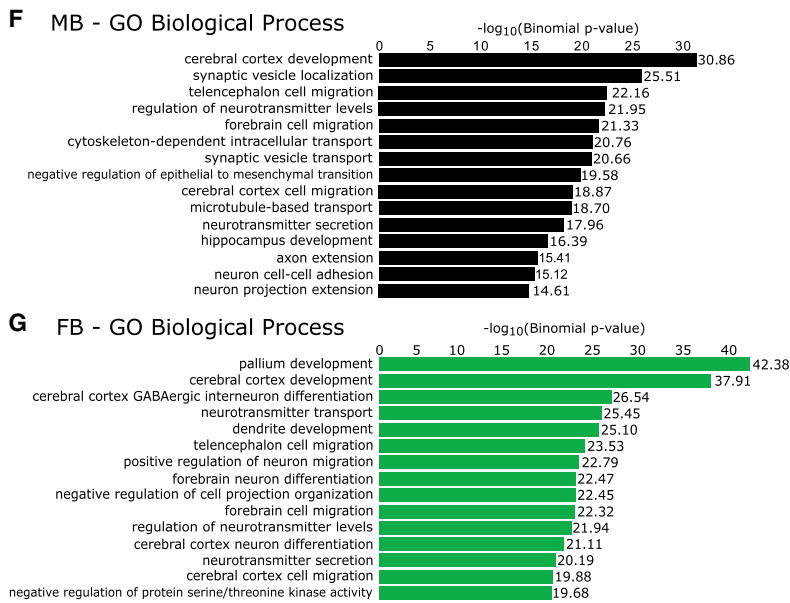 F MB - GO Biological Process
-log10(Binomial p-value)
0 5 10 15 20 25 30
cerebral cortex development 30.86
synaptic vesicle localization 25.51
telencephalon cell migration 22.16
regulation of neurotransmitter levels 21.95
forebrain cell migration 21.33
cytoskeleton-dependent intracellular transport 20.76
synaptic vesicle transport 20.66
negative regulation of epithelial to mesenchymal transition 19.58
cerebral cortex cell migration 18.87
microtubule-based transport 18.70
neurotransmitter secretion 17.96
hippocampus development 16.39
axon extension 15.41
neuron cell-cell adhesion 15.12
neuron projection extension 14.61
G FB - GO Biological Process
-log10(Binomial p-value)
0 5 10 15 20 25 30 35 40
pallium development 42.38
cerebral cortex development 37.91
cerebral cortex GABAergic interneuron differentiation 26.54
neurotransmitter transport 25.45
dendrite development 25.10
telencephalon cell migration 23.53
positive regulation of neuron migration 22.79
forebrain neuron differentiation 22.47
negative regulation of cell projection organization 22.45
forebrain cell migration 22.32
regulation of neurotransmitter levels 21.94
cerebral cortex neuron differentiation 21.11
neurotransmitter secretion 20.19
cerebral cortex cell migration 19.88
negative regulation of protein serine/threonine kinase activity 19.68